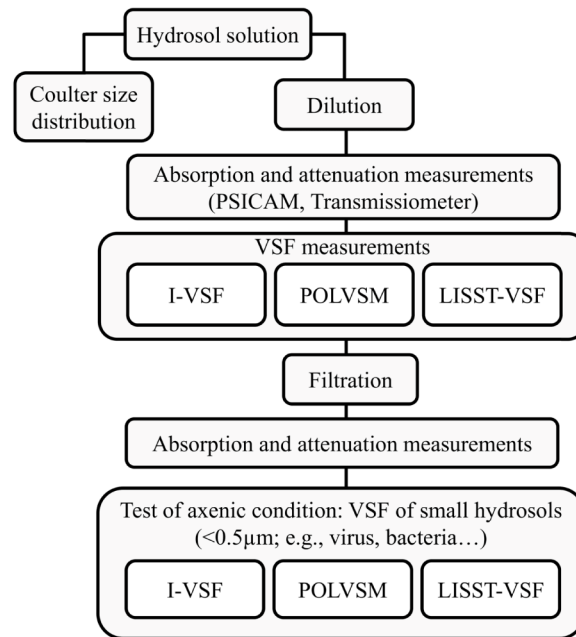 Hydrosol solution
Coulter size
distribution
Dilution
Absorption and attenuation measurements
(PSICAM, Transmissiometer)
VSF measurements
I-VSF
POLVSM
LISST-VSF
Filtration
Absorption and attenuation measurements
Test of axenic condition: VSF of small hydrosols
(<0.5µm; e.g., virus, bacteria…)
I-VSF
POLVSM
LISST-VSF